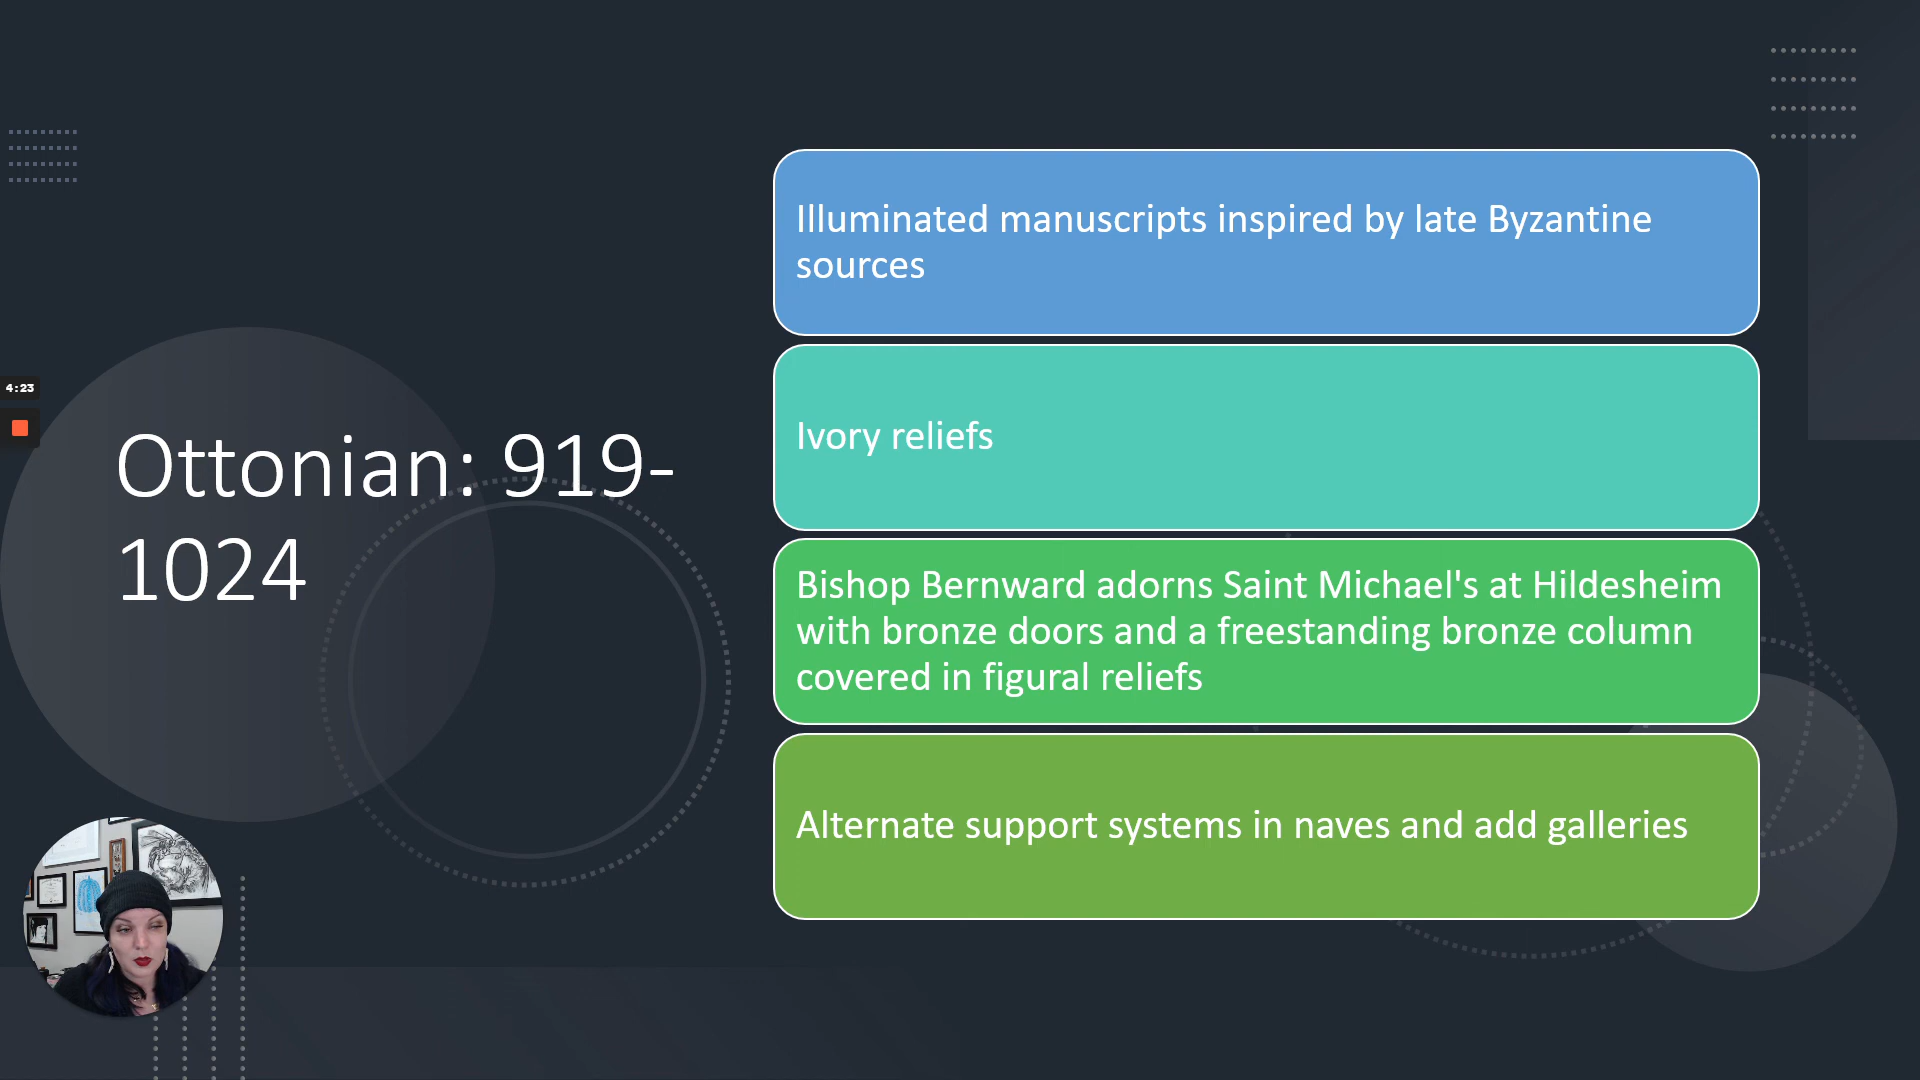 Ottonian: 919-
1024
Illuminated manuscripts inspired by late Byzantine
sources
Ivory reliefs
Bishop Bernward adorns Saint Michael's at Hildesheim
with bronze doors and a freestanding bronze column
covered in figural reliefs
Alternate support systems in naves and add galleries
4:23